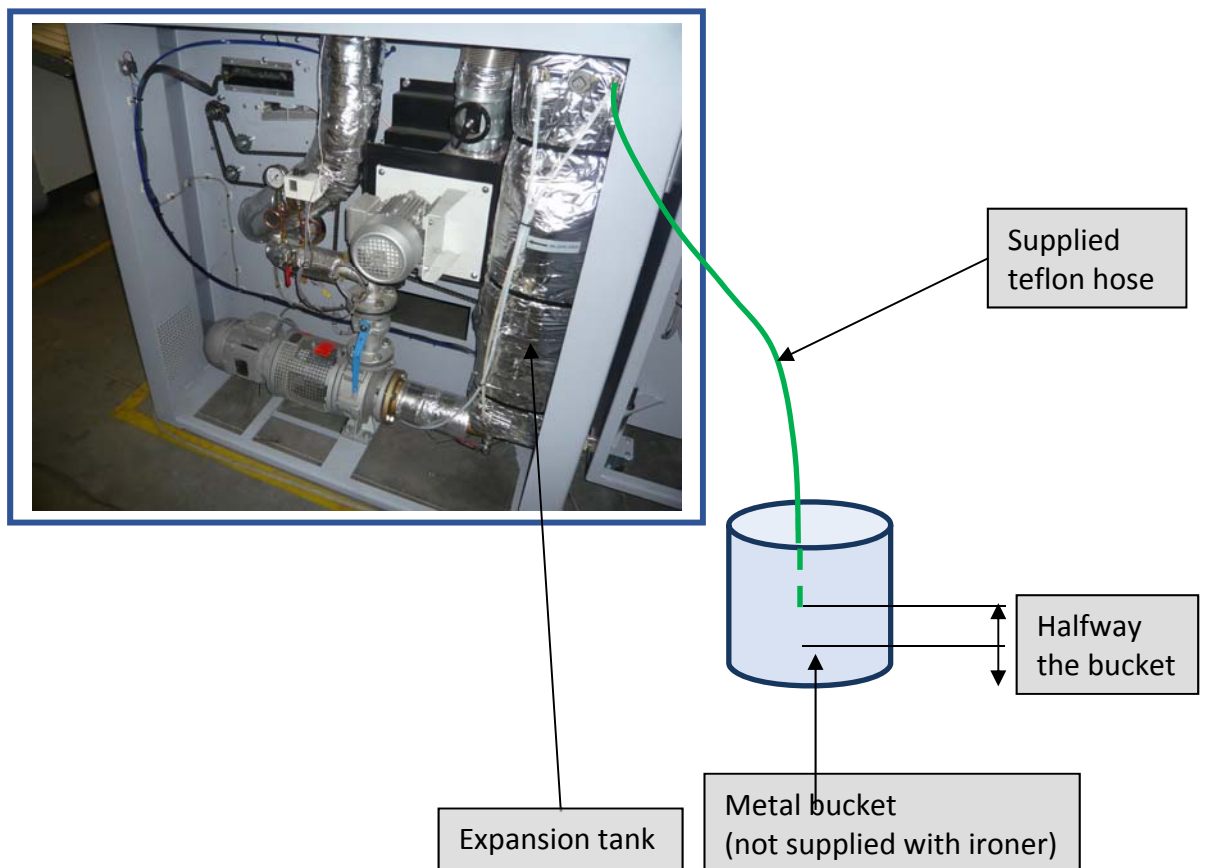 Supplied
teflon hose
Halfway
the bucket
Metal bucket
(not supplied with ironer)
Expansion tank